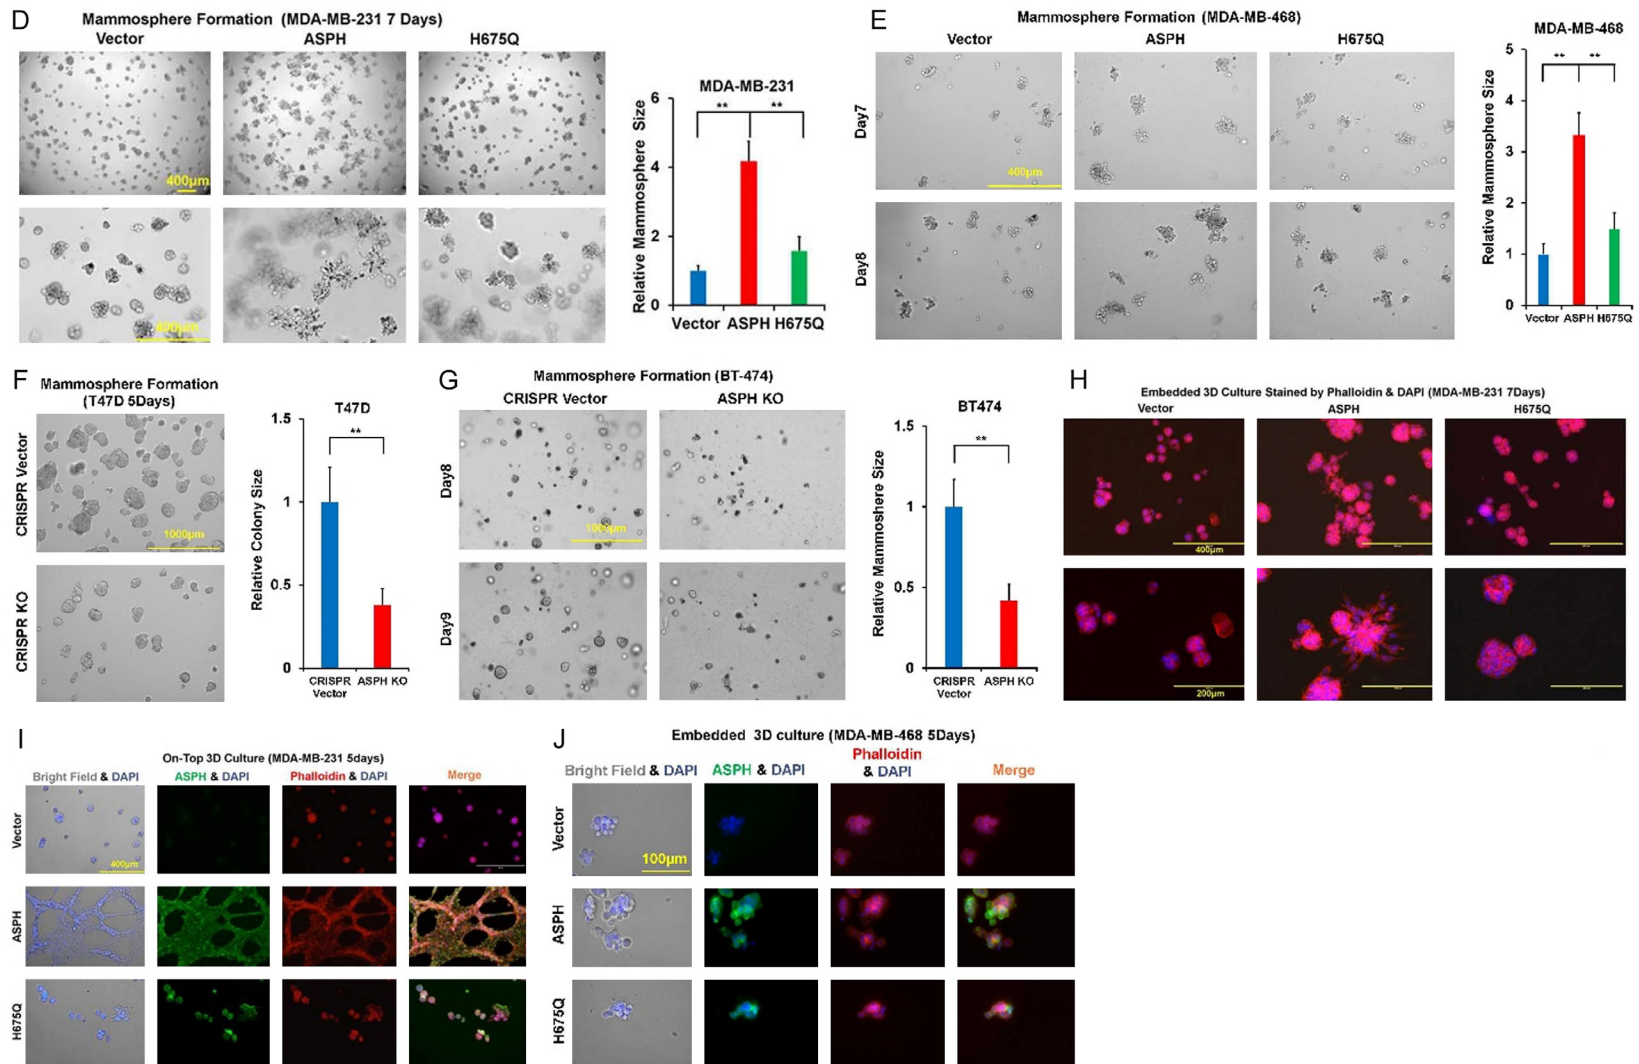 D
Mammosphere Formation (MDA-MB-231 7 Days)
Vector ASPH H675Q
400μm
400μm
MDA-MB-231
Relative Mammosphere Size
6
4
2
0
** **
Vector ASPH H675Q
E
Mammosphere Formation (MDA-MB-468)
Vector ASPH H675Q
Day7
400μm
Day8
MDA-MB-468
Relative Mammosphere Size
5
4
3
2
1
0
** **
Vector ASPH H675Q
F
Mammosphere Formation
(T47D 5Days)
CRISPR Vector
1000μm
CRISPR KO
T47D
Relative Colony Size
1.5
1
0.5
0
**
CRISPR ASPH KO
Vector
G
Mammosphere Formation (BT-474)
CRISPR Vector ASPH KO
Day8
1000μm
Day9
BT474
Relative Mammoshere Size
1.5
1
0.5
0
**
CRISPR ASPH KO
Vector
H
Embedded 3D Culture Stained by Phalloidin & DAPI (MDA-MB-231 7Days)
Vector ASPH H675Q
400μm
200μm
I
On-Top 3D Culture (MDA-MB-231 5days)
Bright Field & DAPI ASPH & DAPI Phalloidin & DAPI Merge
Vector
400μm
ASPH
H675Q
J
Embedded 3D culture (MDA-MB-468 5Days)
Bright Field & DAPI ASPH & DAPI Phalloidin & DAPI Merge
Vector
100μm
ASPH
H675Q